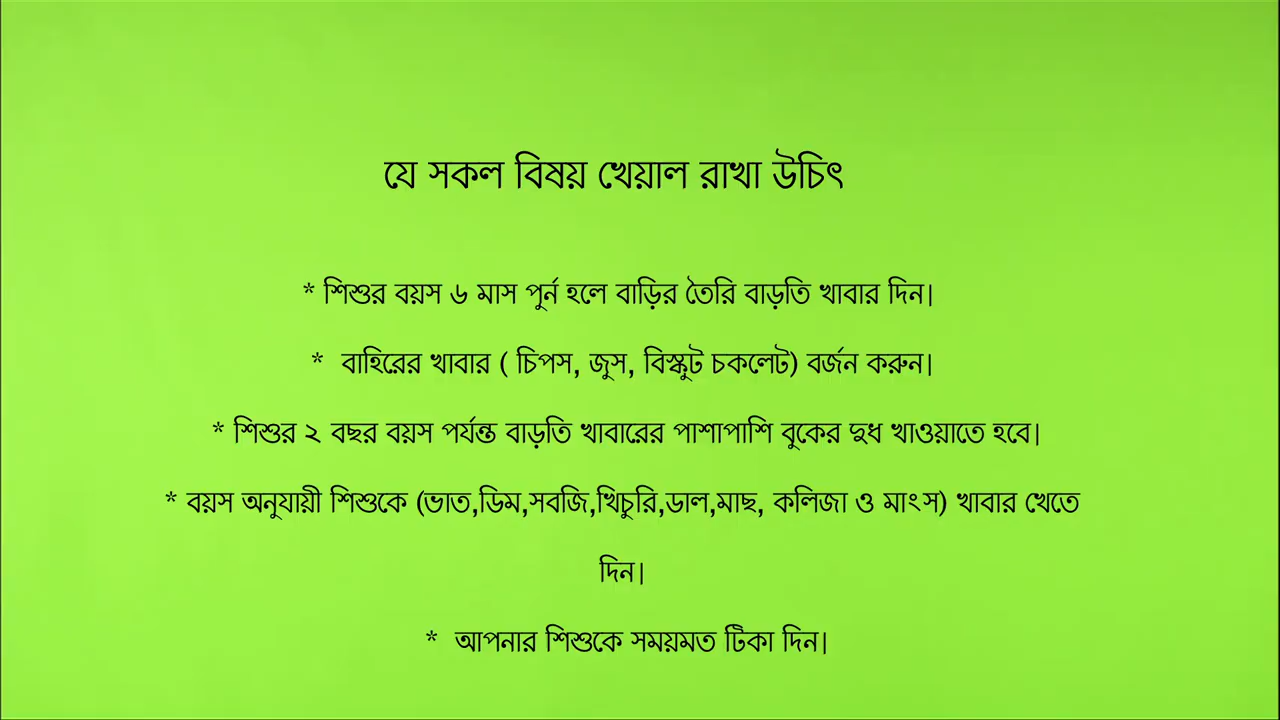 যে সকল বিষয় খেয়াল রাখা উচিৎ
* শিশুর বয়স ৬ মাস পুর্ন হলে বাড়ির তৈরি বাড়তি খাবার দিন।
* বাহিরের খাবার ( চিপস, জুস, বিস্কুট চকলেট) বর্জন করুন।
* শিশুর ২ বছর বয়স পর্যন্ত বাড়তি খাবারের পাশাপাশি বুকের দুধ খাওয়াতে হবে।
* বয়স অনুযায়ী শিশুকে (ভাত,ডিম,সবজি,খিচুরি,ডাল,মাছ, কলিজা ও মাংস) খাবার খেতে
দিন।
* আপনার শিশুকে সময়মত টিকা দিন।